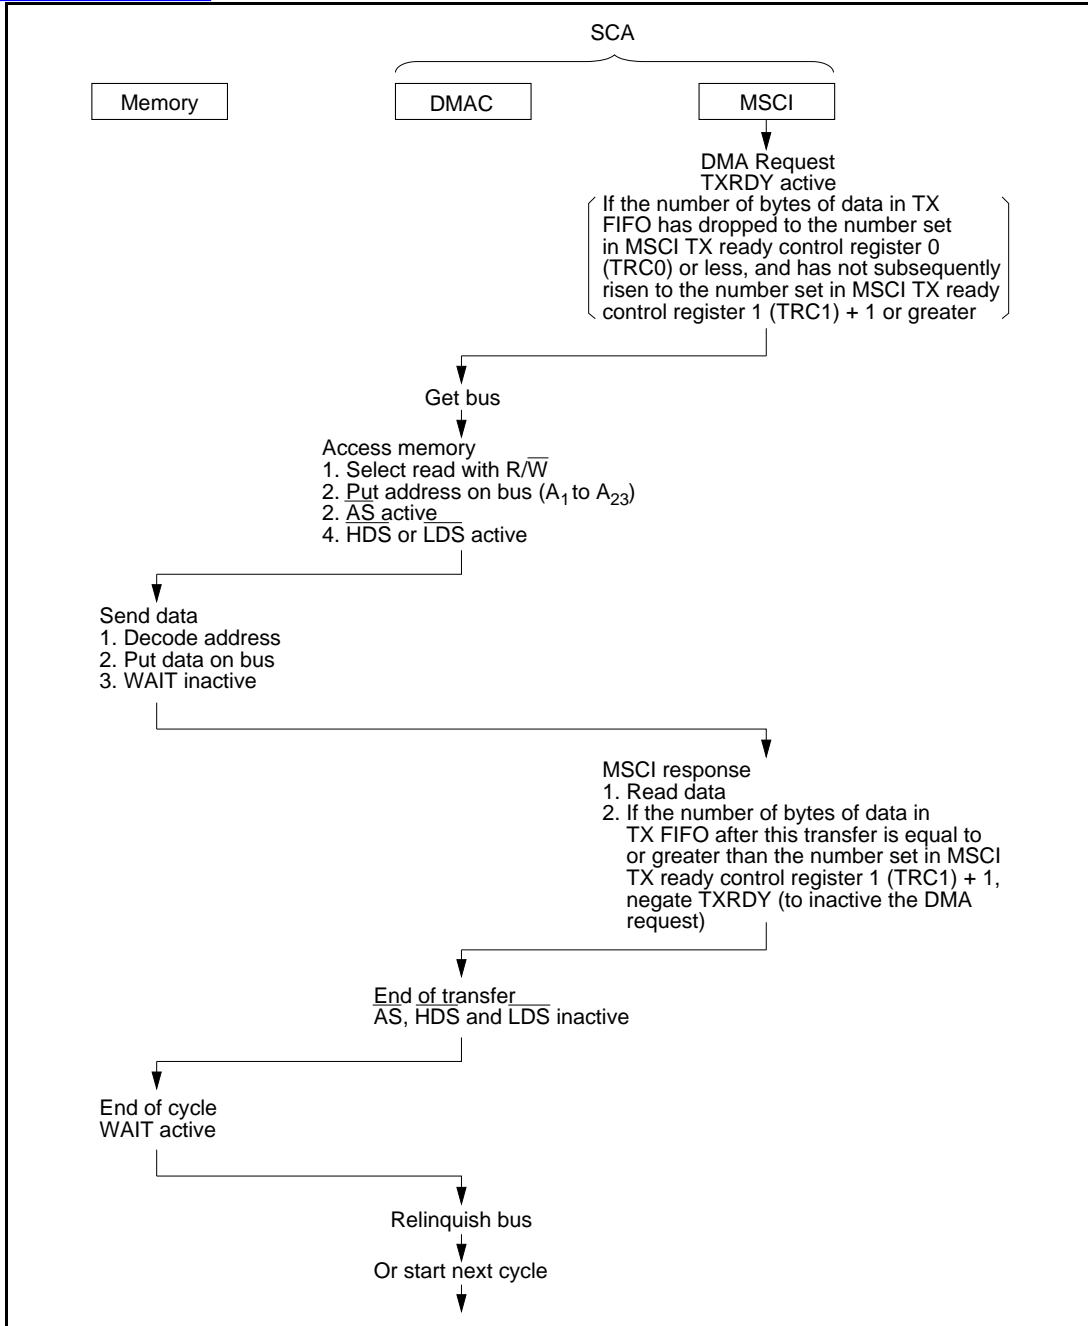 SCA
Memory
DMAC
MSCI
DMA Request
TXRDY active
If the number of bytes of data in TX
FIFO has dropped to the number set
in MSCI TX ready control register 0
(TRC0) or less, and has not subsequently
risen to the number set in MSCI TX ready
control register 1 (TRC1) + 1 or greater
Get bus
Access memory
1. Select read with R/W̅
2. Put address on bus (A₁ to A₂₃)
2. A̅S̅ active
4. H̅D̅S̅ or L̅D̅S̅ active
Send data
1. Decode address
2. Put data on bus
3. WAIT inactive
MSCI response
1. Read data
2. If the number of bytes of data in
TX FIFO after this transfer is equal to
or greater than the number set in MSCI
TX ready control register 1 (TRC1) + 1,
negate TXRDY (to inactive the DMA
request)
End of transfer
A̅S̅, H̅D̅S̅ and L̅D̅S̅ inactive
End of cycle
WAIT active
Relinquish bus
Or start next cycle